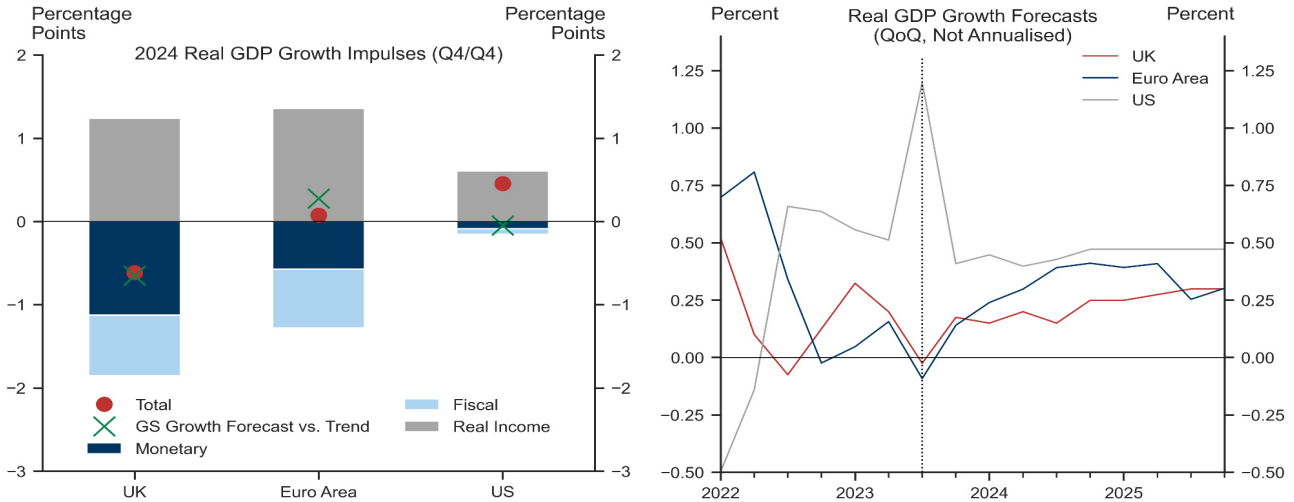 Percentage
Points
Percentage
Points
2024 Real GDP Growth Impulses (Q4/Q4)
2
2
1
1
0
0
−1
−1
−2
−2
−3
−3
Total
GS Growth Forecast vs. Trend
Monetary
Fiscal
Real Income
UK
Euro Area
US
Percent
Percent
Real GDP Growth Forecasts
(QoQ, Not Annualised)
UK
Euro Area
US
1.25
1.25
1.00
1.00
0.75
0.75
0.50
0.50
0.25
0.25
0.00
0.00
−0.25
−0.25
−0.50
−0.50
2022
2023
2024
2025